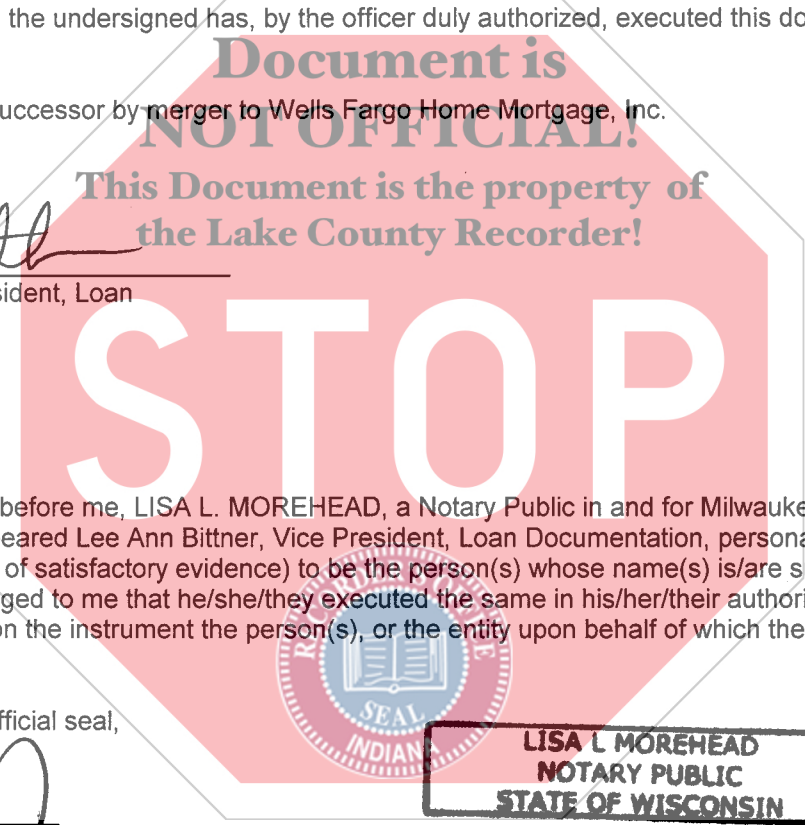 the undersigned has, by the officer duly authorized, executed this do
Document is
uccessor by merger to Wells Fargo Home Mortgage, Inc.
NOT OFFICIAL!
This Document is the property of
the Lake County Recorder!
sident, Loan
STOP
before me, LISA L. MOREHEAD, a Notary Public in and for Milwauke
eared Lee Ann Bittner, Vice President, Loan Documentation, persona
of satisfactory evidence) to be the person(s) whose name(s) is/are s
ged to me that he/she/they executed the same in his/her/their authori
on the instrument the person(s), or the entity upon behalf of which the
SEAL
INDIANA
fficial seal,
LISA L MOREHEAD
NOTARY PUBLIC
STATE OF WISCONSIN